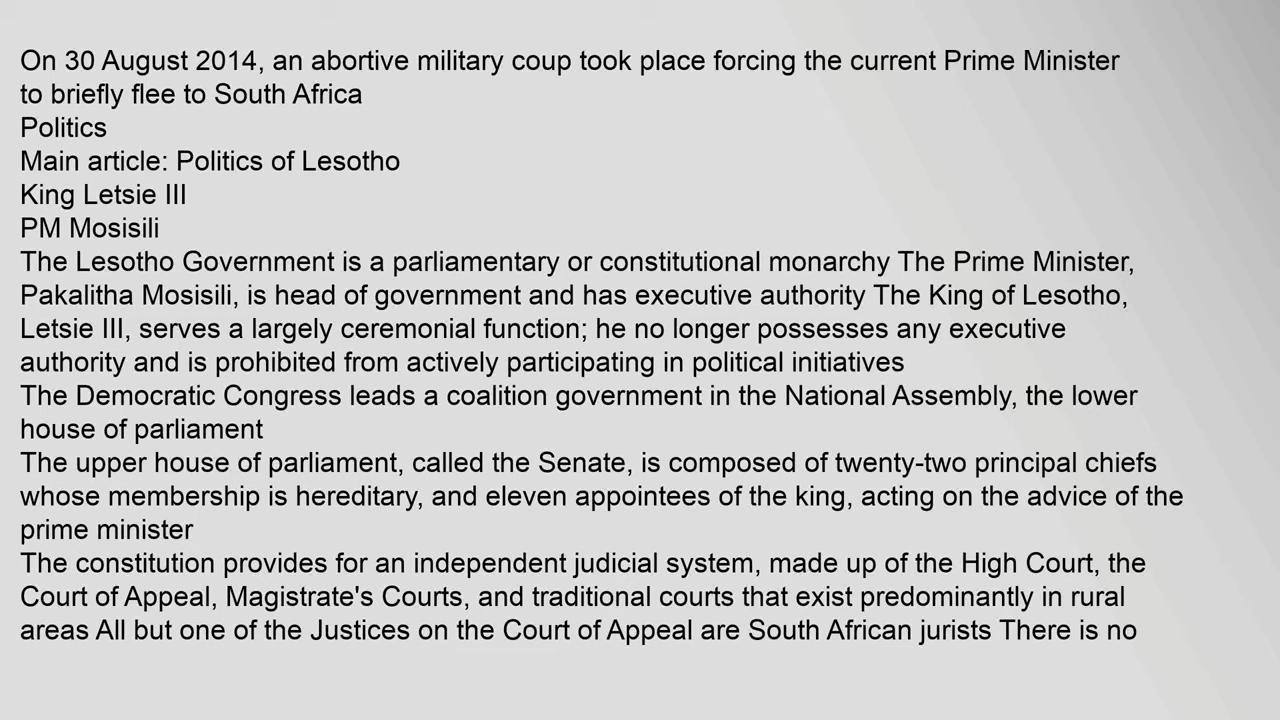 On 30 August 2014, an abortive military coup took place forcing the current Prime Minister
to briefly flee to South Africa
Politics
Main article: Politics of Lesotho
King Letsie III
PM Mosisili
The Lesotho Government is a parliamentary or constitutional monarchy The Prime Minister,
Pakalitha Mosisili, is head of government and has executive authority The King of Lesotho,
Letsie III, serves a largely ceremonial function; he no longer possesses any executive
authority and is prohibited from actively participating in political initiatives
The Democratic Congress leads a coalition government in the National Assembly, the lower
house of parliament
The upper house of parliament, called the Senate, is composed of twenty-two principal chiefs
whose membership is hereditary, and eleven appointees of the king, acting on the advice of the
prime minister
The constitution provides for an independent judicial system, made up of the High Court, the
Court of Appeal, Magistrate's Courts, and traditional courts that exist predominantly in rural
areas All but one of the Justices on the Court of Appeal are South African jurists There is no